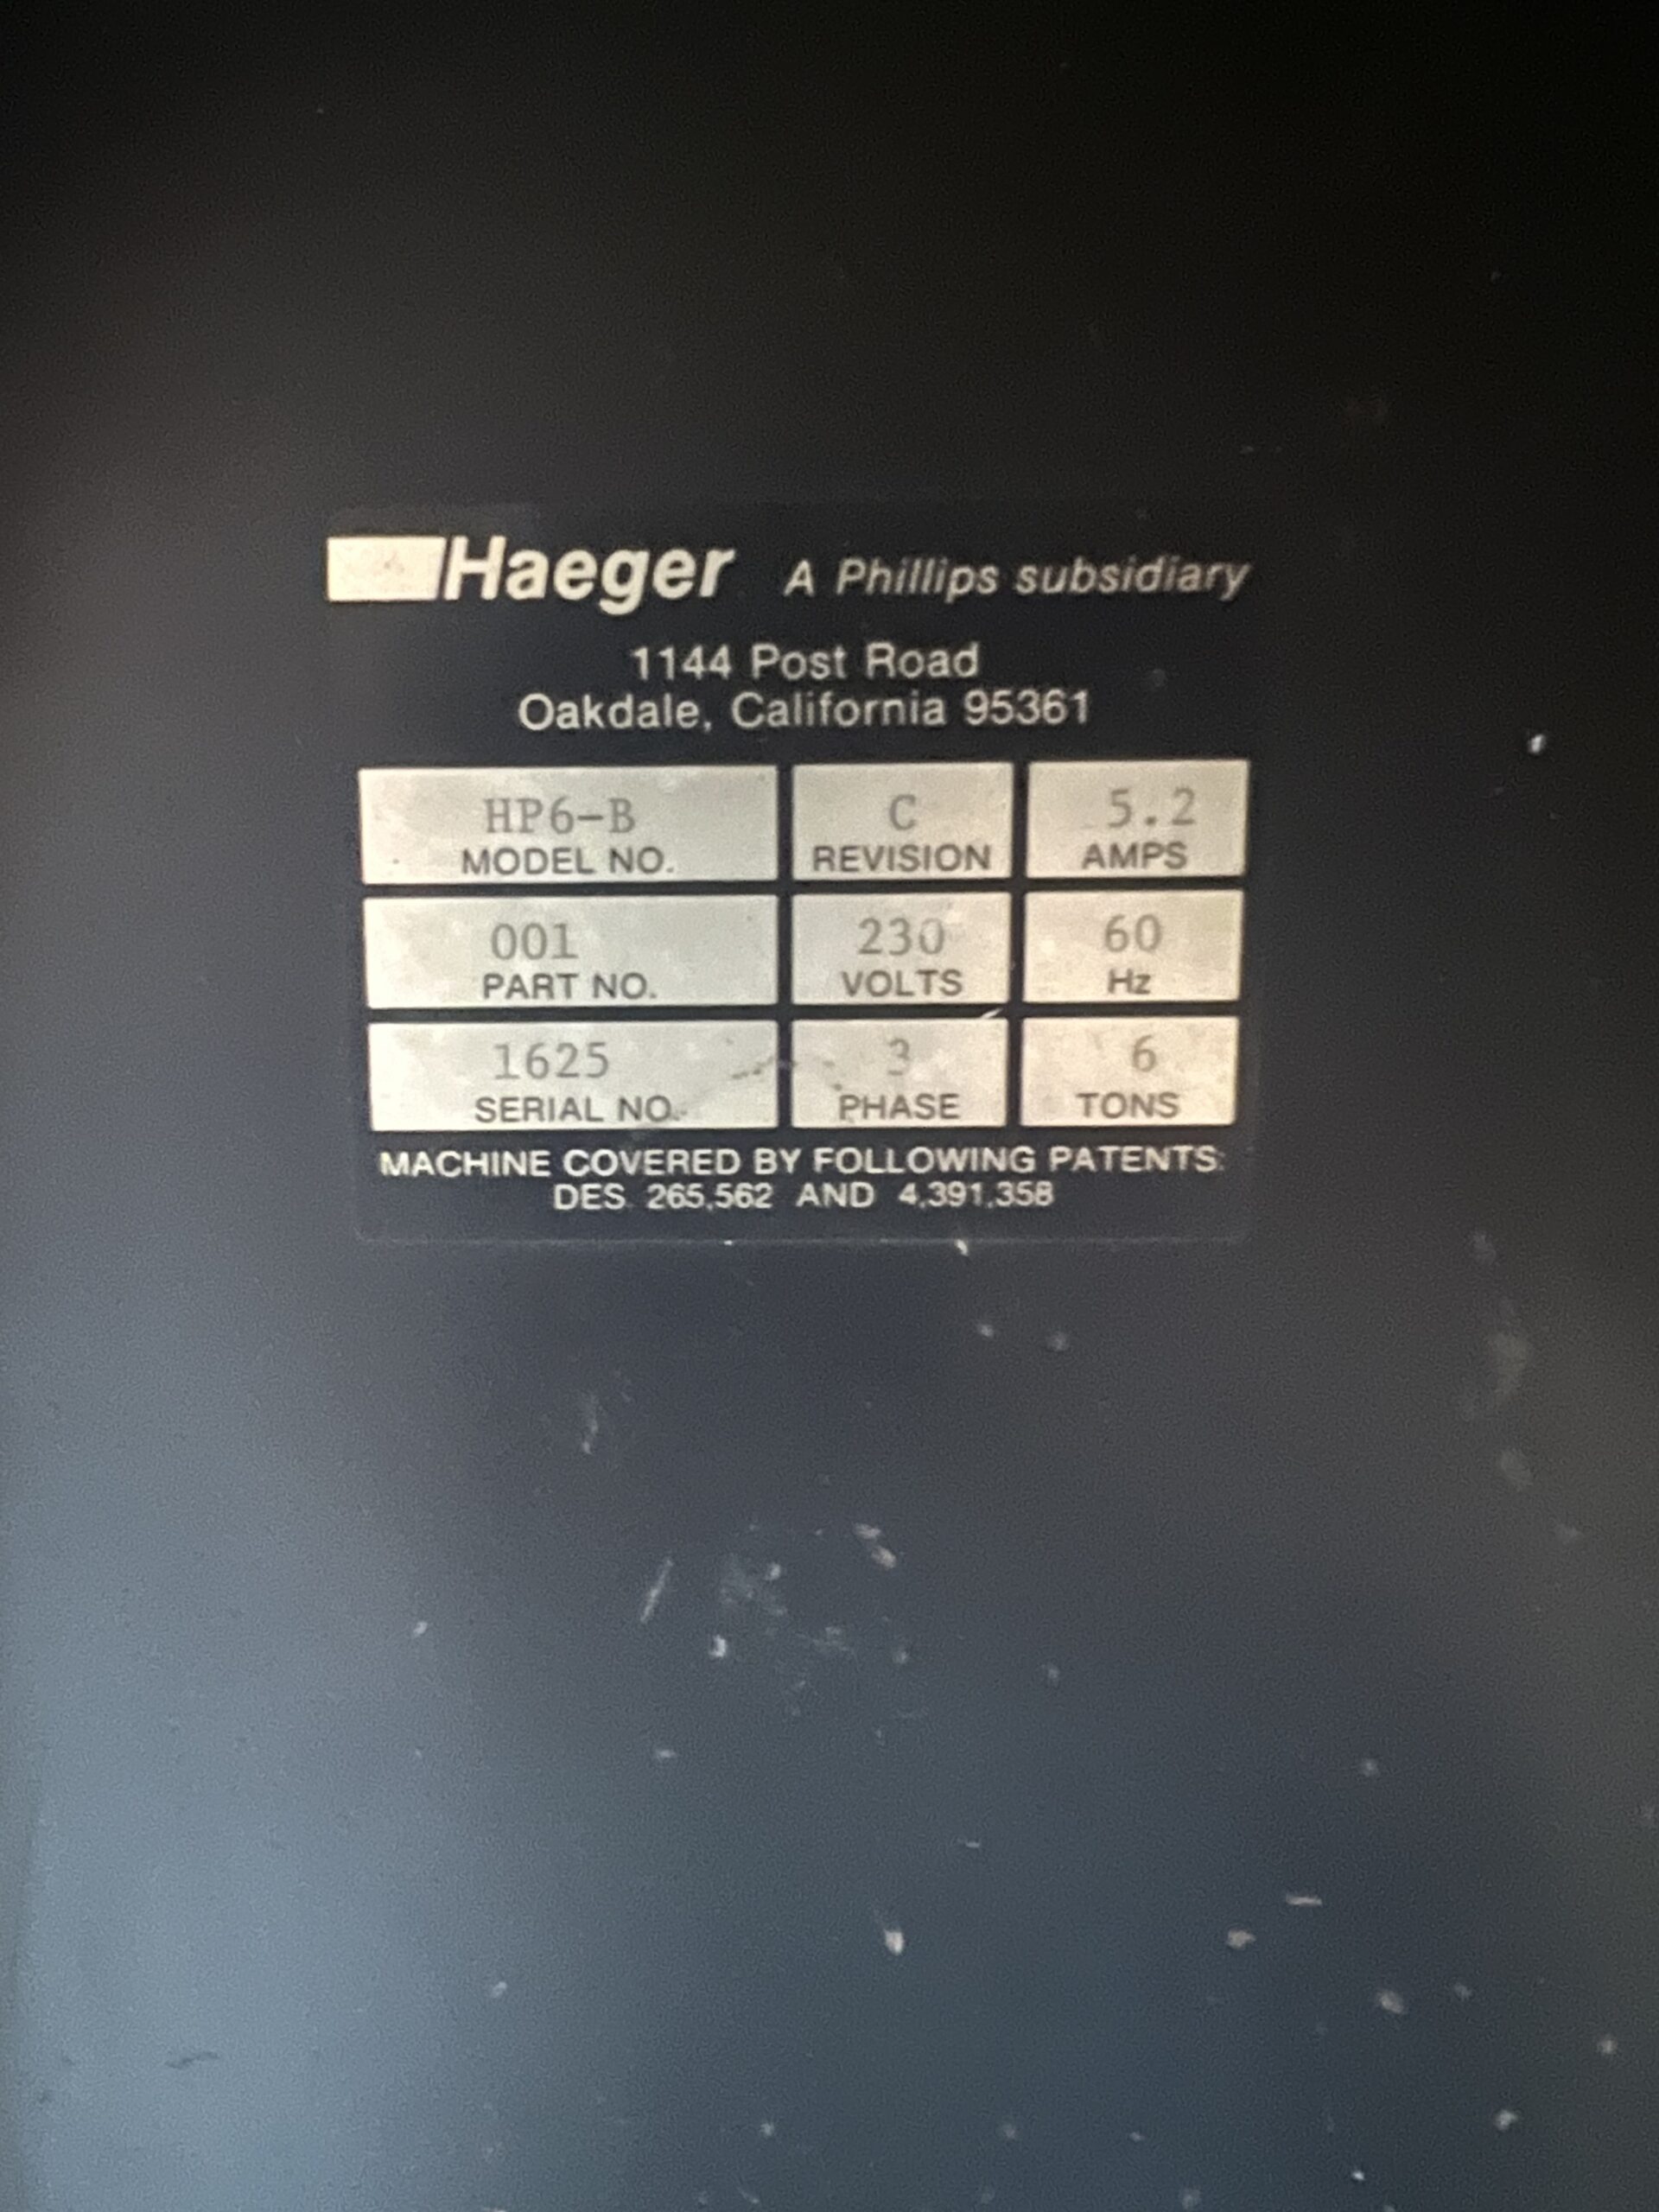 Haeger A Phillips subsidiary
1144 Post Road
Oakdale, California 95361
HP6-B C 5.2
MODEL NO. REVISION AMPS
001 230 60
PART NO. VOLTS Hz
1625 3 6
SERIAL NO. PHASE TONS
MACHINE COVERED BY FOLLOWING PATENTS:
DES. 265,562 AND 4,391,358